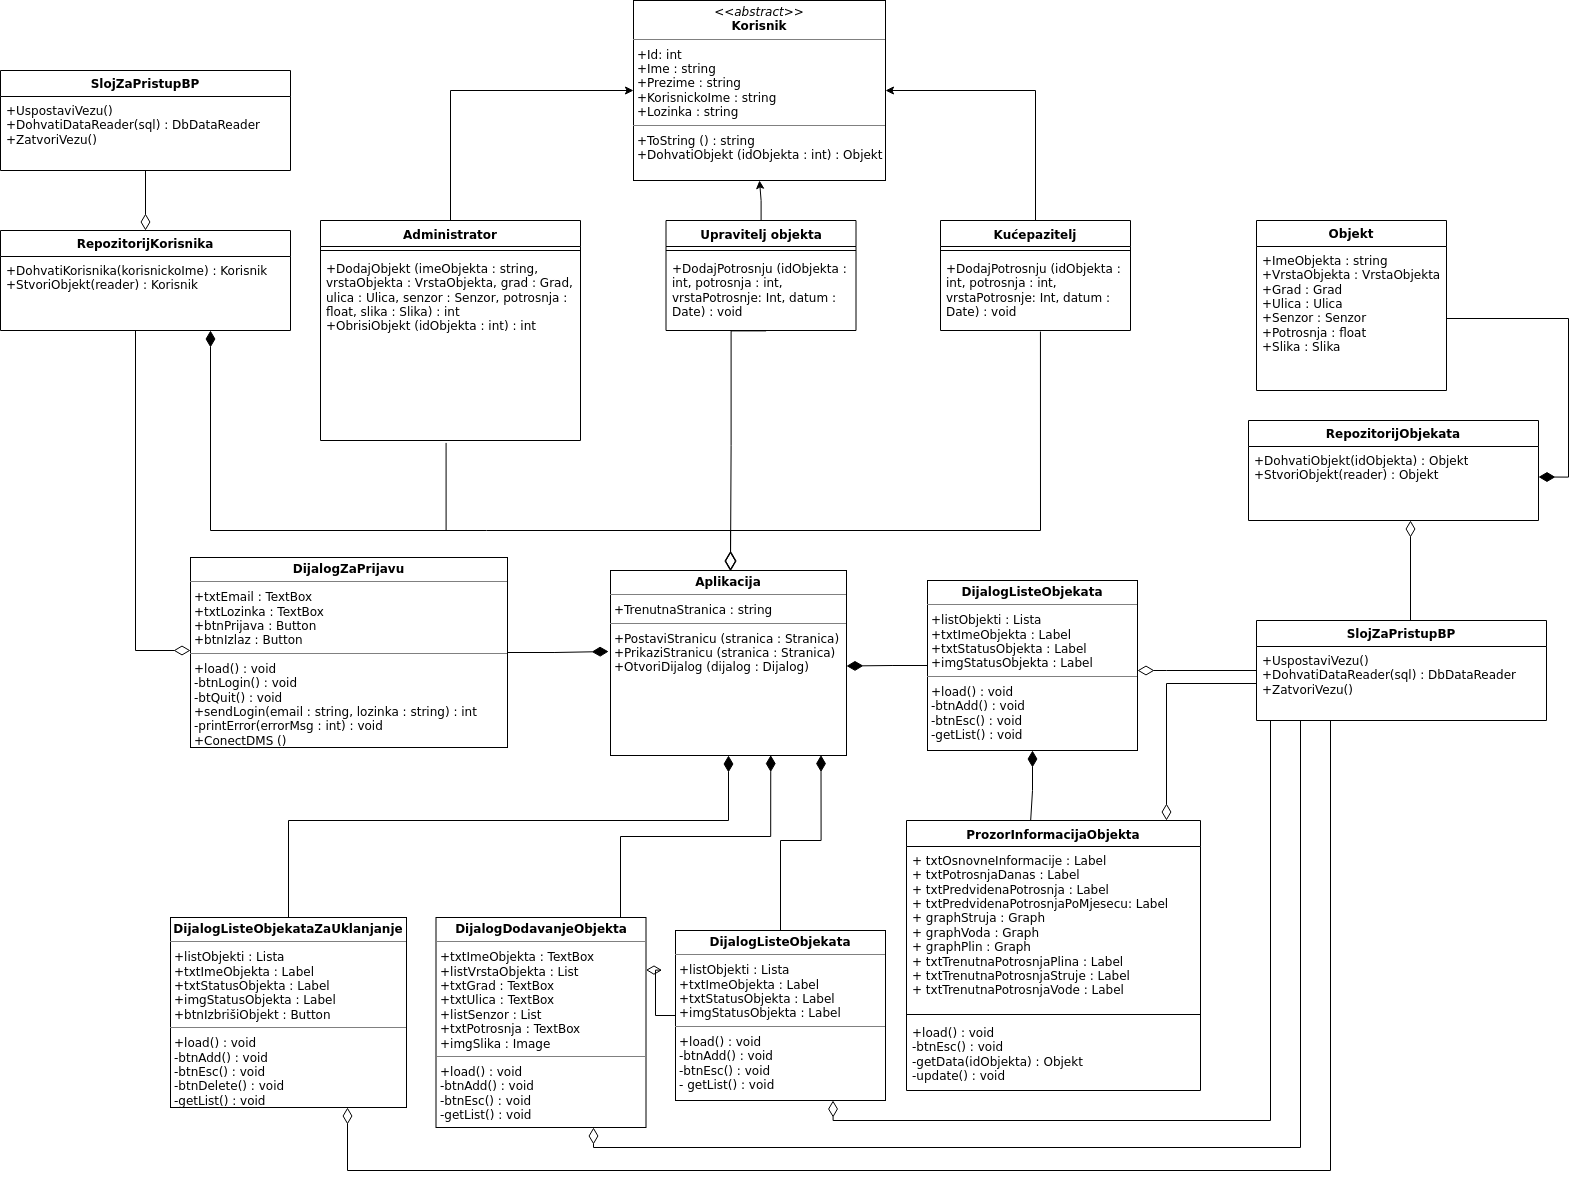 <<abstract>>
Korisnik
+Id: int
+Ime : string
+Prezime : string
+KorisnickoIme : string
+Lozinka : string
+ToString () : string
+DohvatiObjekt (idObjekta : int) : Objekt
SlojZaPristupBP
+UspostaviVezu()
+DohvatiDataReader(sql) : DbDataReader
+ZatvoriVezu()
RepozitorijKorisnika
+DohvatiKorisnika(korisnickoIme) : Korisnik
+StvoriObjekt(reader) : Korisnik
Administrator
+DodajObjekt (imeObjekta : string,
vrstaObjekta : VrstaObjekta, grad : Grad,
ulica : Ulica, senzor : Senzor, potrosnja :
float, slika : Slika) : int
+ObrisiObjekt (idObjekta : int) : int
Upravitelj objekta
+DodajPotrosnju (idObjekta :
int, potrosnja : int,
vrstaPotrosnje: Int, datum :
Date) : void
Kućepazitelj
+DodajPotrosnju (idObjekta :
int, potrosnja : int,
vrstaPotrosnje: Int, datum :
Date) : void
Objekt
+ImeObjekta : string
+VrstaObjekta : VrstaObjekta
+Grad : Grad
+Ulica : Ulica
+Senzor : Senzor
+Potrosnja : float
+Slika : Slika
RepozitorijObjekata
+DohvatiObjekt(idObjekta) : Objekt
+StvoriObjekt(reader) : Objekt
DijalogZaPrijavu
+txtEmail : TextBox
+txtLozinka : TextBox
+btnPrijava : Button
+btnIzlaz : Button
+load() : void
-btnLogin() : void
-btQuit() : void
+sendLogin(email : string, lozinka : string) : int
-printError(errorMsg : int) : void
+ConectDMS ()
Aplikacija
+TrenutnaStranica : string
+PostaviStranicu (stranica : Stranica)
+PrikaziStranicu (stranica : Stranica)
+OtvoriDijalog (dijalog : Dijalog)
DijalogListeObjekata
+listObjekti : Lista
+txtImeObjekta : Label
+txtStatusObjekta : Label
+imgStatusObjekta : Label
+load() : void
-btnAdd() : void
-btnEsc() : void
-getList() : void
SlojZaPristupBP
+UspostaviVezu()
+DohvatiDataReader(sql) : DbDataReader
+ZatvoriVezu()
ProzorInformacijaObjekta
+ txtOsnovneInformacije : Label
+ txtPotrosnjaDanas : Label
+ txtPredvidenaPotrosnja : Label
+ txtPredvidenaPotrosnjaPoMjesecu: Label
+ graphStruja : Graph
+ graphVoda : Graph
+ graphPlin : Graph
+ txtTrenutnaPotrosnjaPlina : Label
+ txtTrenutnaPotrosnjaStruje : Label
+ txtTrenutnaPotrosnjaVode : Label
+load() : void
-btnEsc() : void
-getData(idObjekta) : Objekt
-update() : void
DijalogListeObjekataZaUklanjanje
+listObjekti : Lista
+txtImeObjekta : Label
+txtStatusObjekta : Label
+imgStatusObjekta : Label
+btnIzbrišiObjekt : Button
+load() : void
-btnAdd() : void
-btnEsc() : void
-btnDelete() : void
-getList() : void
DijalogDodavanjeObjekta
+txtImeObjekta : TextBox
+listVrstaObjekta : List
+txtGrad : TextBox
+txtUlica : TextBox
+listSenzor : List
+txtPotrosnja : TextBox
+imgSlika : Image
+load() : void
-btnAdd() : void
-btnEsc() : void
-getList() : void
DijalogListeObjekata
+listObjekti : Lista
+txtImeObjekta : Label
+txtStatusObjekta : Label
+imgStatusObjekta : Label
+load() : void
-btnAdd() : void
-btnEsc() : void
- getList() : void